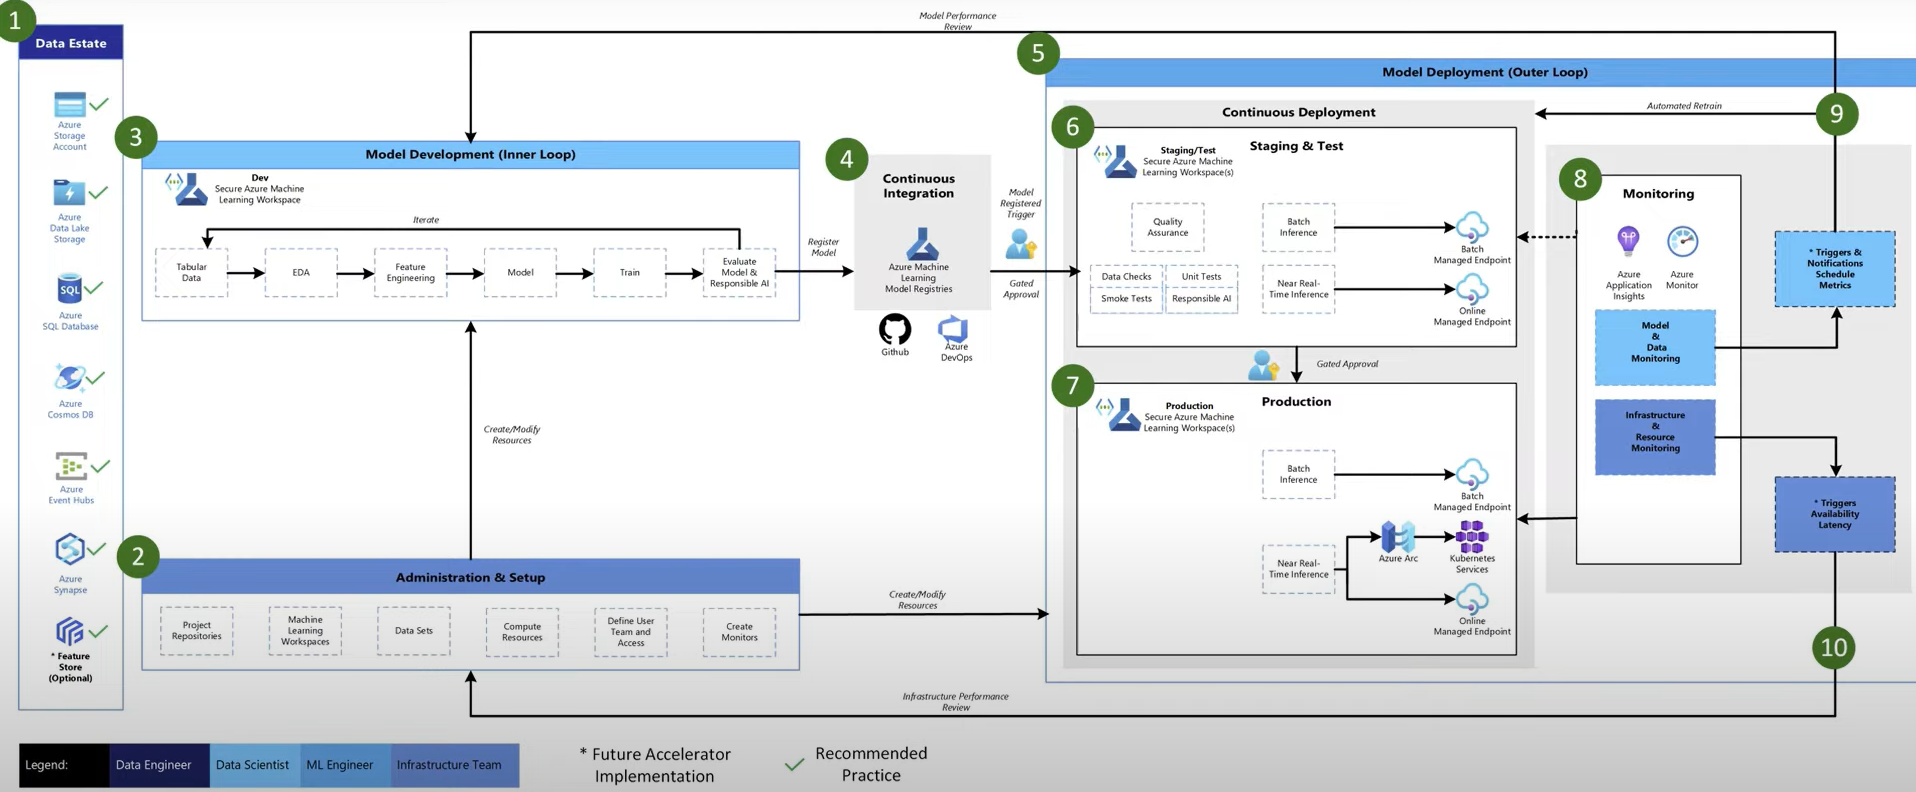 1
Data Estate
Azure
Storage
Account
Azure
Data Lake
Storage
SQL
Azure
SQL Database
Azure
Cosmos DB
Azure
Event Hubs
Azure
Synapse
* Feature
Store
(Optional)
Model Performance
Review
3
Model Development (Inner Loop)
Dev
Secure Azure Machine
Learning Workspace
Iterate
Tabular
Data
EDA
Feature
Engineering
Model
Train
Evaluate
Model &
Responsible AI
Register
Model
4
Continuous
Integration
Azure Machine
Learning
Model Registries
Github
Azure
DevOps
Model
Registered
Trigger
Gated
Approval
Create/Modify
Resources
2
Administration & Setup
Project
Repositories
Machine
Learning
Workspaces
Data Sets
Compute
Resources
Define User
Team and
Access
Create
Monitors
Create/Modify
Resources
Infrastructure Performance
Review
5
Model Deployment (Outer Loop)
Continuous Deployment
6
Staging & Test
Staging/Test
Secure Azure Machine
Learning Workspace(s)
Quality
Assurance
Data Checks
Unit Tests
Smoke Tests
Responsible AI
Batch
Inference
Batch
Managed Endpoint
Near Real-
Time Inference
Online
Managed Endpoint
Gated Approval
7
Production
Production
Secure Azure Machine
Learning Workspace(s)
Batch
Inference
Batch
Managed Endpoint
Near Real-
Time Inference
Azure Arc
Kubernetes
Services
Online
Managed Endpoint
8
Monitoring
Azure
Application
Insights
Azure
Monitor
Model
&
Data
Monitoring
Infrastructure
&
Resource
Monitoring
Automated Retrain
9
* Triggers &
Notifications
Schedule
Metrics
* Triggers
Availability
Latency
10
Legend:
Data Engineer
Data Scientist
ML Engineer
Infrastructure Team
* Future Accelerator
Implementation
Recommended
Practice